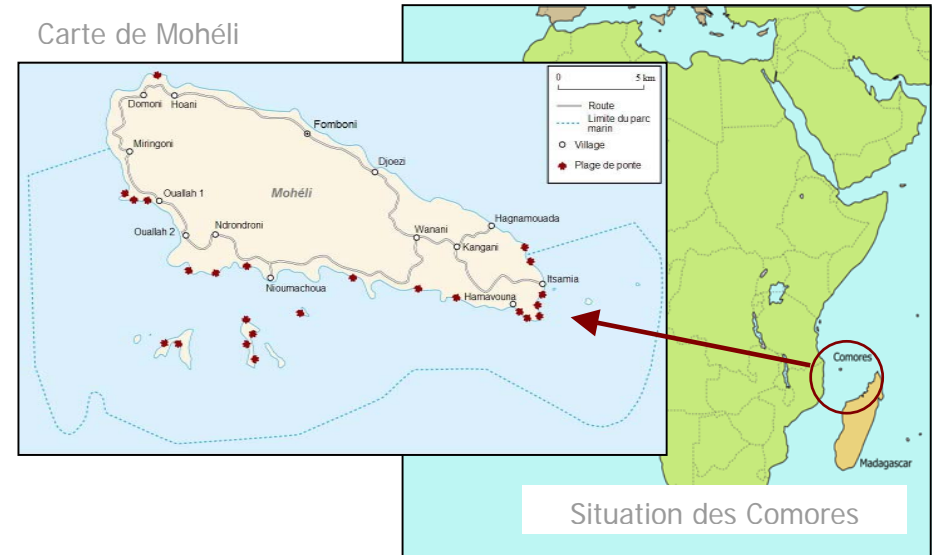 Carte de Mohéli
0 5 km
Route
Limite du parc
marin
Village
Plage de ponte
Domoni
Hoani
Fomboni
Miringoni
Djoezi
Mohéli
Ouallah 1
Ouallah 2
Ndrondroni
Hagnamouada
Wanani
Kangani
Nioumachoua
Itsamia
Hamavouna
Comores
Madagascar
Situation des Comores